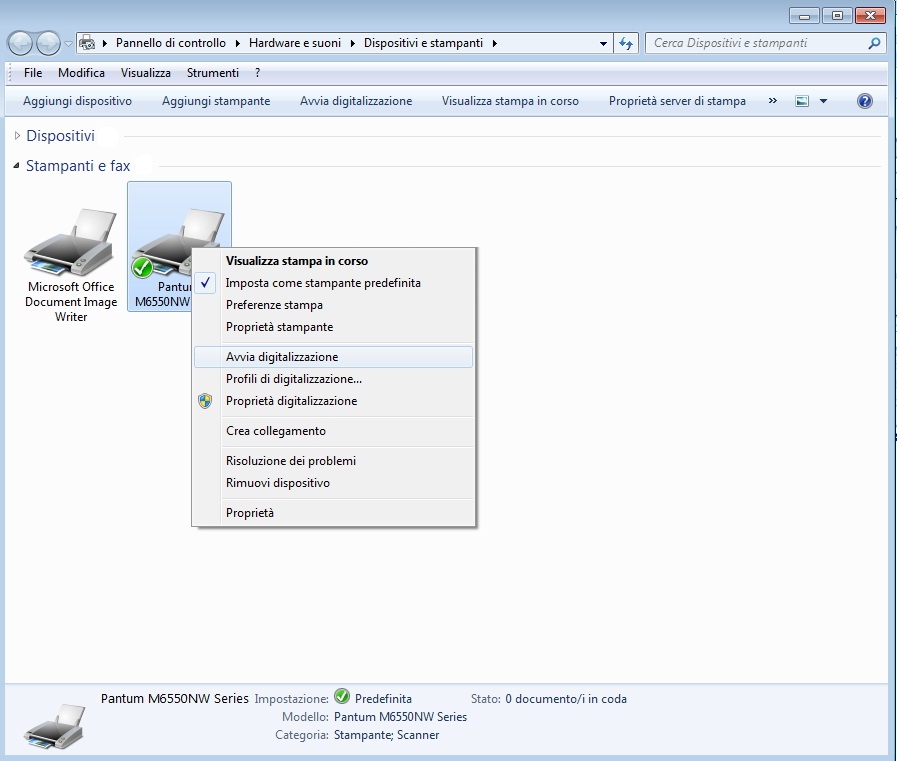 Pannello di controllo Hardware e suoni Dispositivi e stampanti
Cerca Dispositivi e stampanti
File Modifica Visualizza Strumenti ?
Aggiungi dispositivo Aggiungi stampante Avvia digitalizzazione Visualizza stampa in corso Proprietà server di stampa »
Dispositivi
Stampanti e fax
Microsoft Office
Document Image
Writer
Pantu
M6550NW
Visualizza stampa in corso
Imposta come stampante predefinita
Preferenze stampa
Proprietà stampante
Avvia digitalizzazione
Profili di digitalizzazione...
Proprietà digitalizzazione
Crea collegamento
Risoluzione dei problemi
Rimuovi dispositivo
Proprietà
Pantum M6550NW Series Impostazione: Predefinita Stato: 0 documento/i in coda
Modello: Pantum M6550NW Series
Categoria: Stampante; Scanner